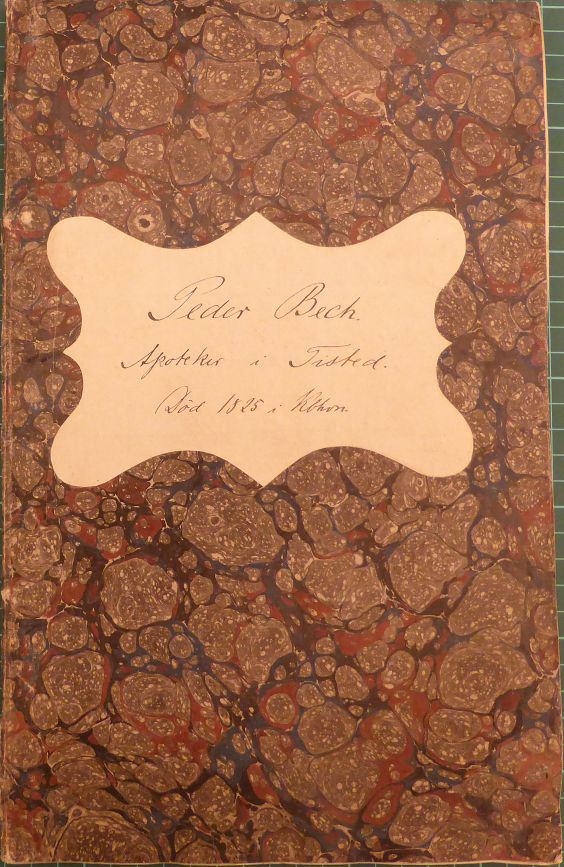 Peder Bech.
Apoteker i Tisted.
Død 1825 i Kbhvn.